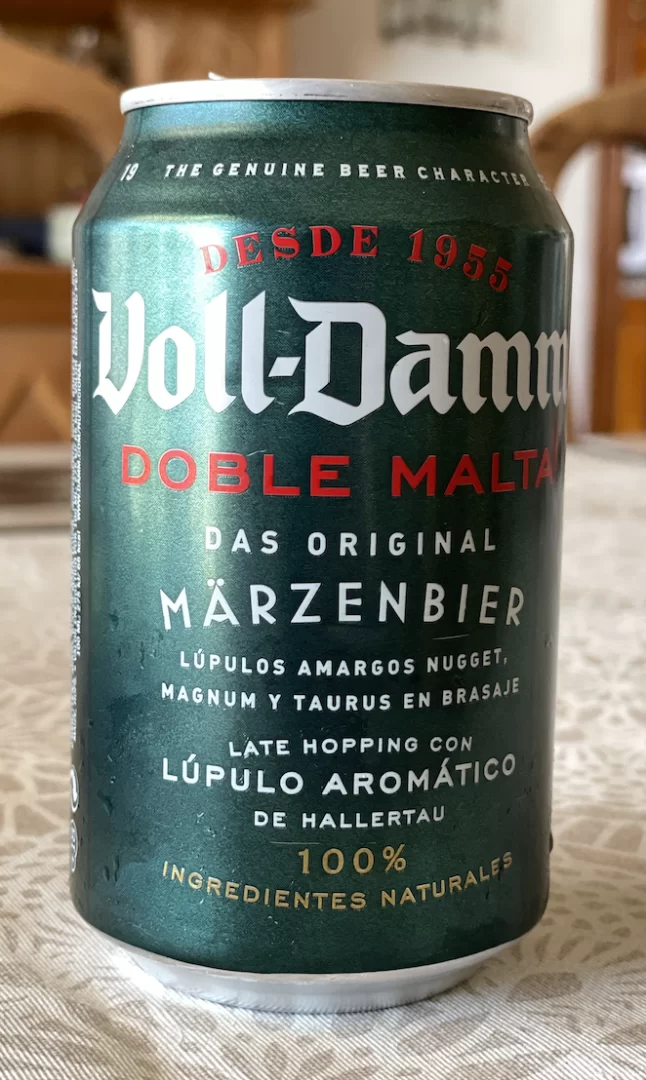 19 THE GENUINE BEER CHARACTER
DESDE 1955
Voll-Damm
DOBLE MALTA
DAS ORIGINAL
MÄRZENBIER
LÚPULOS AMARGOS NUGGET,
MAGNUM Y TAURUS EN BRASAJE
LATE HOPPING CON
LÚPULO AROMÁTICO
DE HALLERTAU
100%
INGREDIENTES NATURALES